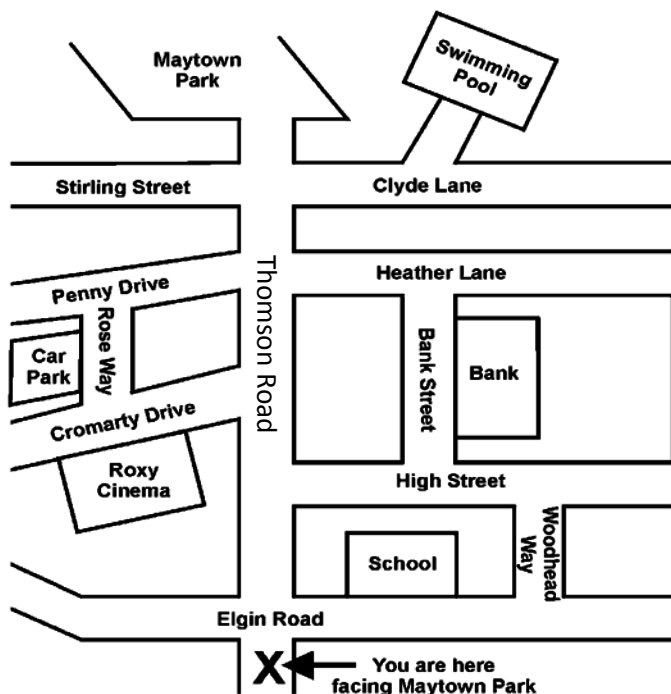 Maytown
Park
Swimming
Pool
Stirling Street
Clyde Lane
Penny Drive
Thomson Road
Heather Lane
Rose Way
Car
Park
Bank Street
Bank
Cromarty Drive
Roxy
Cinema
High Street
School
Woodhead
Way
Elgin Road
X
You are here
facing Maytown Park